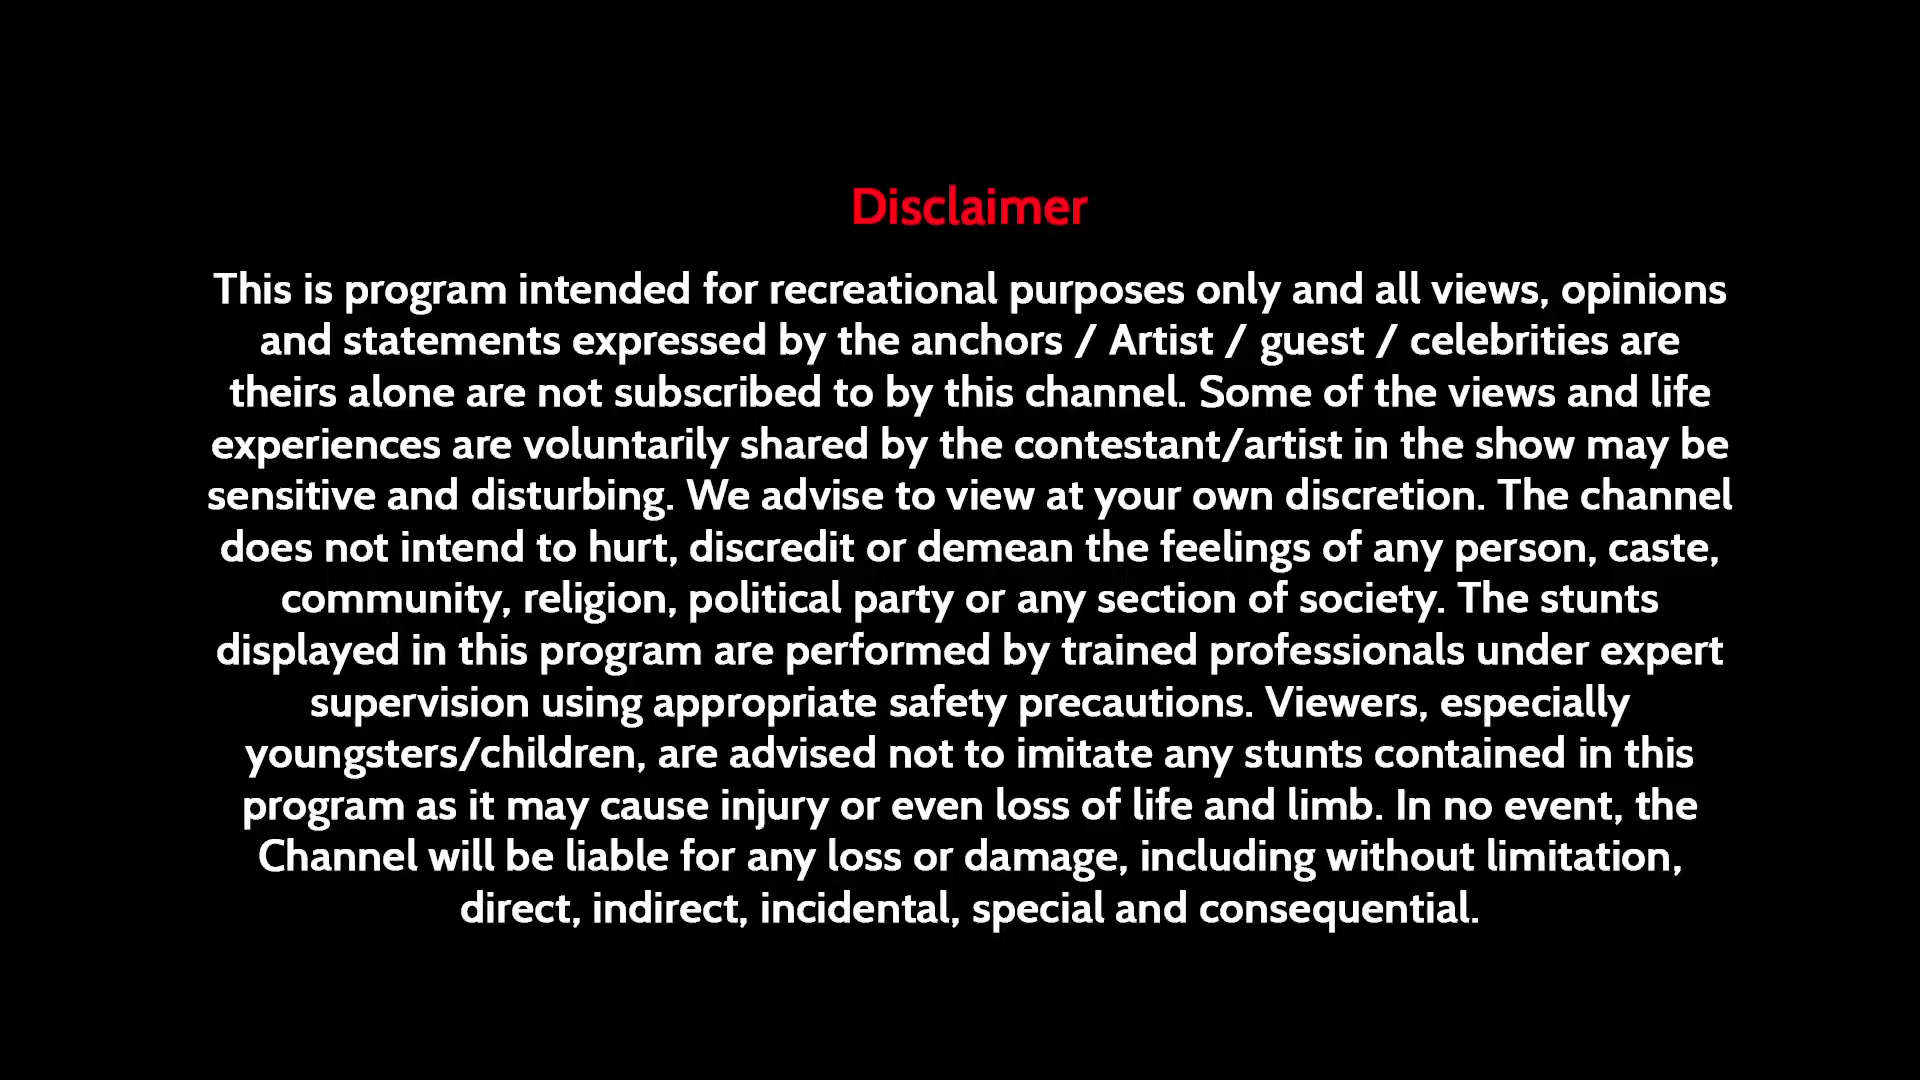 Disclaimer
This is program intended for recreational purposes only and all views, opinions
and statements expressed by the anchors / Artist / guest / celebrities are
theirs alone are not subscribed to by this channel. Some of the views and life
experiences are voluntarily shared by the contestant/artist in the show may be
sensitive and disturbing. We advise to view at your own discretion. The channel
does not intend to hurt, discredit or demean the feelings of any person, caste,
community, religion, political party or any section of society. The stunts
displayed in this program are performed by trained professionals under expert
supervision using appropriate safety precautions. Viewers, especially
youngsters/children, are advised not to imitate any stunts contained in this
program as it may cause injury or even loss of life and limb. In no event, the
Channel will be liable for any loss or damage, including without limitation,
direct, indirect, incidental, special and consequential.